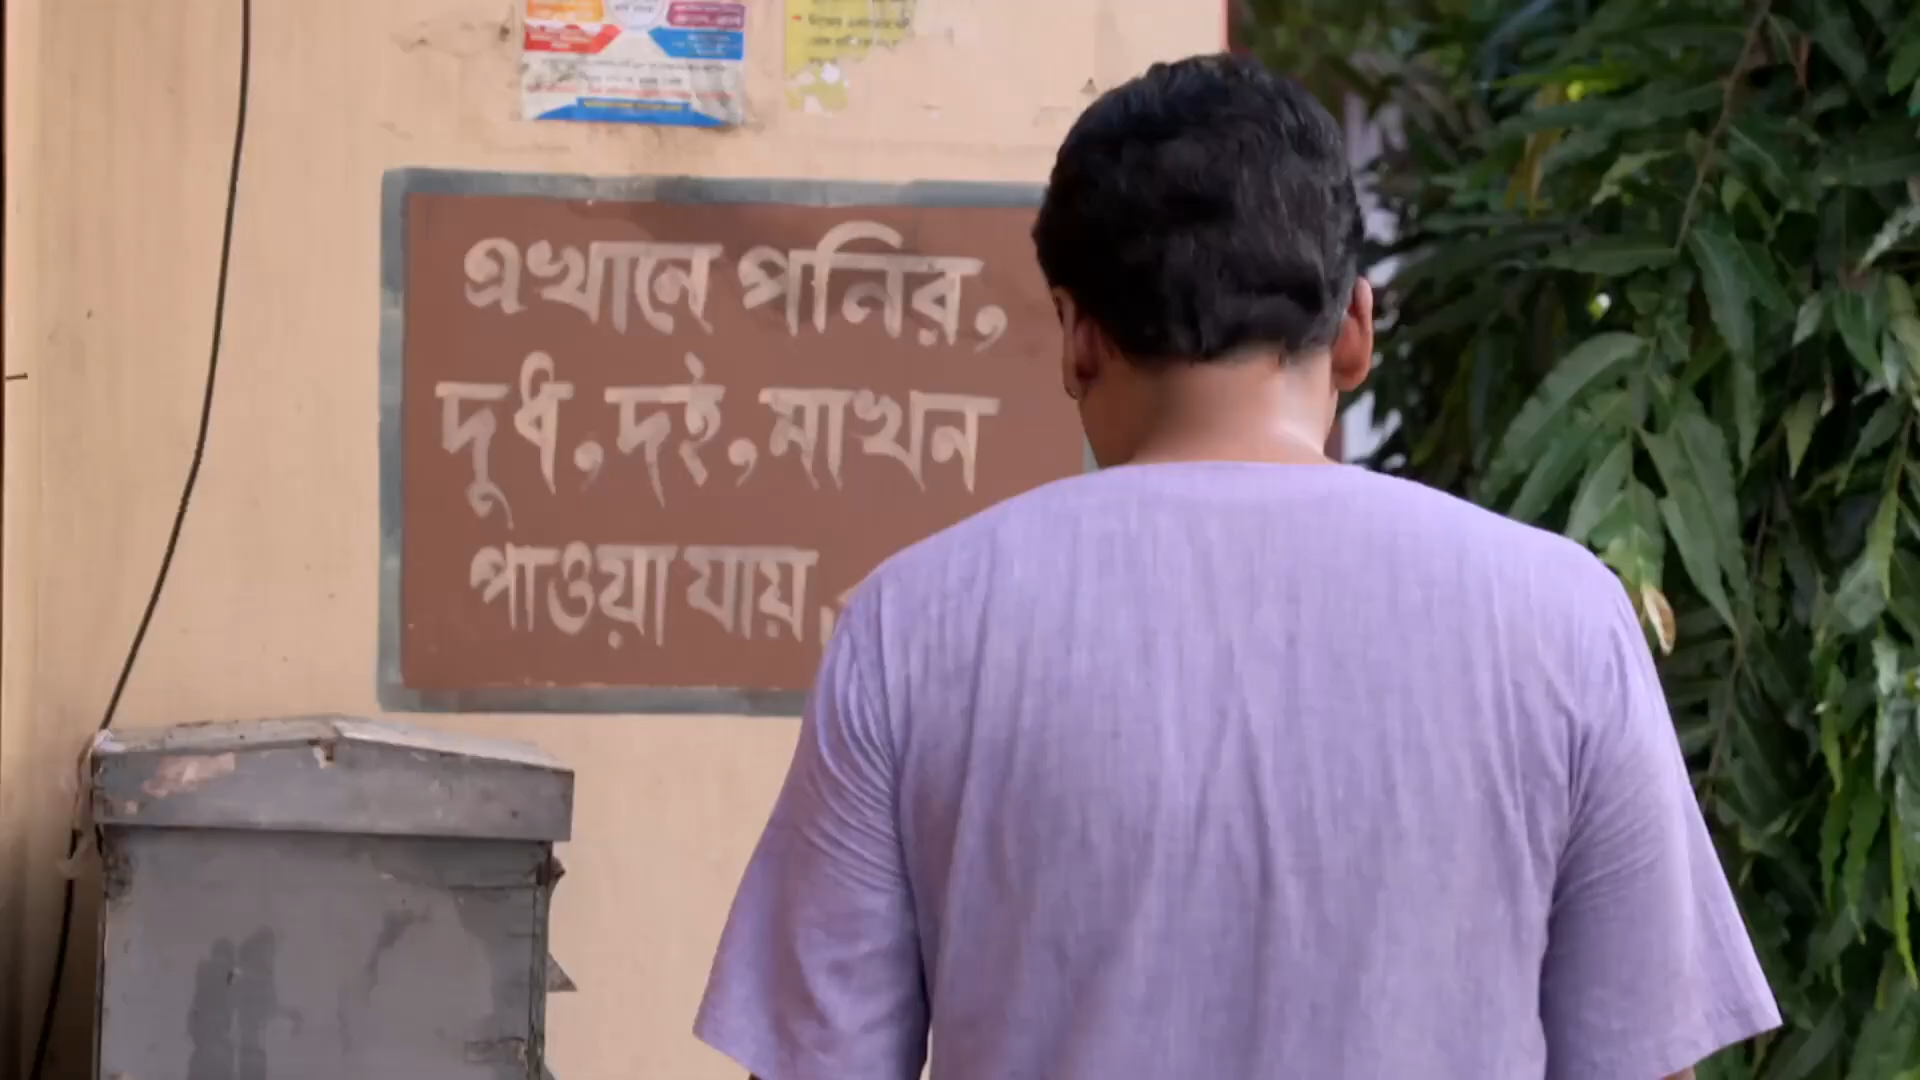 এখানে পনির,
দুধ, দই, মাখন
পাওয়া যায়